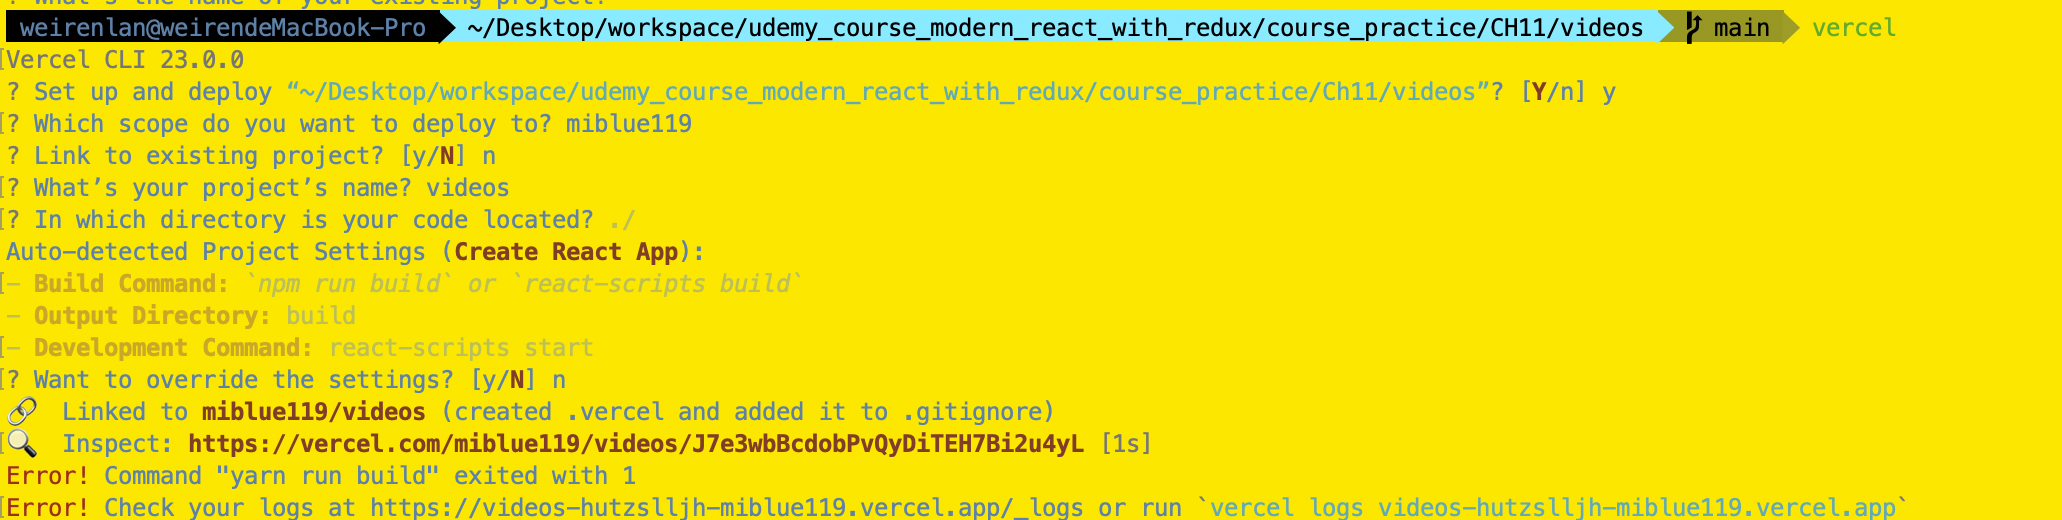 ? What's the name of your existing project?
weirenlan@weirendeMacBook-Pro ~/Desktop/workspace/udemy_course_modern_react_with_redux/course_practice/CH11/videos main vercel
[Vercel CLI 23.0.0
? Set up and deploy “~/Desktop/workspace/udemy_course_modern_react_with_redux/course_practice/Ch11/videos”? [Y/n] y
[? Which scope do you want to deploy to? miblue119
? Link to existing project? [y/N] n
[? What’s your project’s name? videos
[? In which directory is your code located? ./
Auto-detected Project Settings (Create React App):
[- Build Command: `npm run build` or `react-scripts build`
- Output Directory: build
[- Development Command: react-scripts start
[? Want to override the settings? [y/N] n
Linked to miblue119/videos (created .vercel and added it to .gitignore)
[ Inspect: https://vercel.com/miblue119/videos/J7e3wbBcdobPvQyDiTEH7Bi2u4yL [1s]
Error! Command "yarn run build" exited with 1
[Error! Check your logs at https://videos-hutzslljh-miblue119.vercel.app/_logs or run `vercel logs videos-hutzslljh-miblue119.vercel.app`